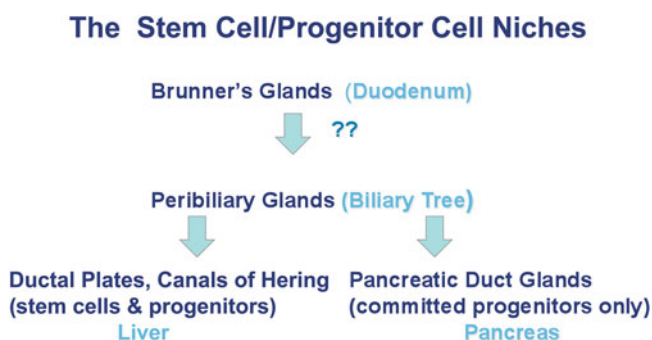 The Stem Cell/Progenitor Cell Niches
Brunner's Glands (Duodenum)
??
Peribiliary Glands (Biliary Tree)
Ductal Plates, Canals of Hering
(stem cells & progenitors)
Liver
Pancreatic Duct Glands
(committed progenitors only)
Pancreas